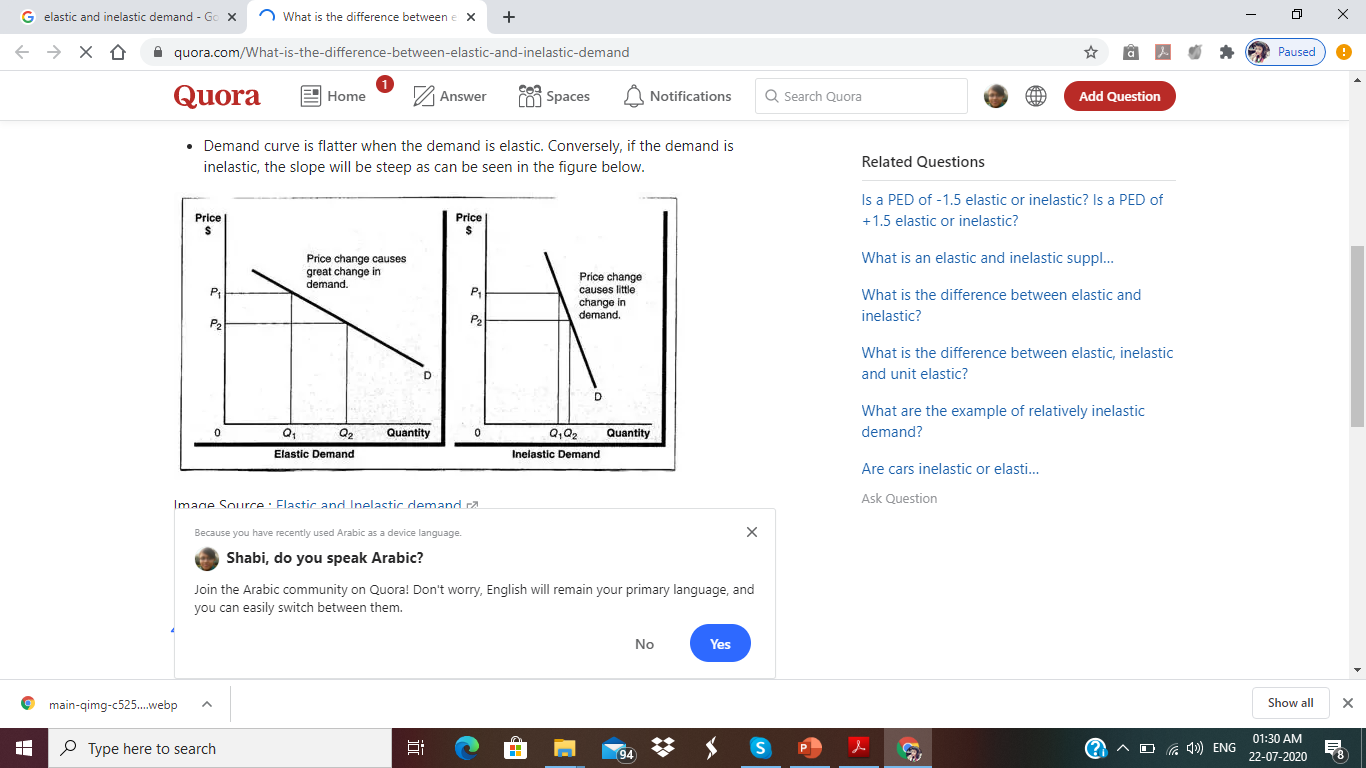 elastic and inelastic demand - Go
What is the difference between e
quora.com/What-is-the-difference-between-elastic-and-inelastic-demand
Paused
Quora
Home
1
Answer
Spaces
Notifications
Search Quora
Add Question
• Demand curve is flatter when the demand is elastic. Conversely, if the demand is
inelastic, the slope will be steep as can be seen in the figure below.
Price
$
Price change causes
great change in
demand.
P1
P2
D
0
Q1
Q2
Quantity
Elastic Demand
Price
$
Price change
causes little
change in
demand.
P1
P2
D
0
Q1 Q2
Quantity
Inelastic Demand
Image Source : Elastic and Inelastic demand
Related Questions
Is a PED of -1.5 elastic or inelastic? Is a PED of
+1.5 elastic or inelastic?
What is an elastic and inelastic suppl...
What is the difference between elastic and
inelastic?
What is the difference between elastic, inelastic
and unit elastic?
What are the example of relatively inelastic
demand?
Are cars inelastic or elasti...
Ask Question
Because you have recently used Arabic as a device language.
Shabi, do you speak Arabic?
Join the Arabic community on Quora! Don't worry, English will remain your primary language, and
you can easily switch between them.
No
Yes
main-qimg-c525....webp
Show all
Type here to search
94
ENG
01:30 AM
22-07-2020
8